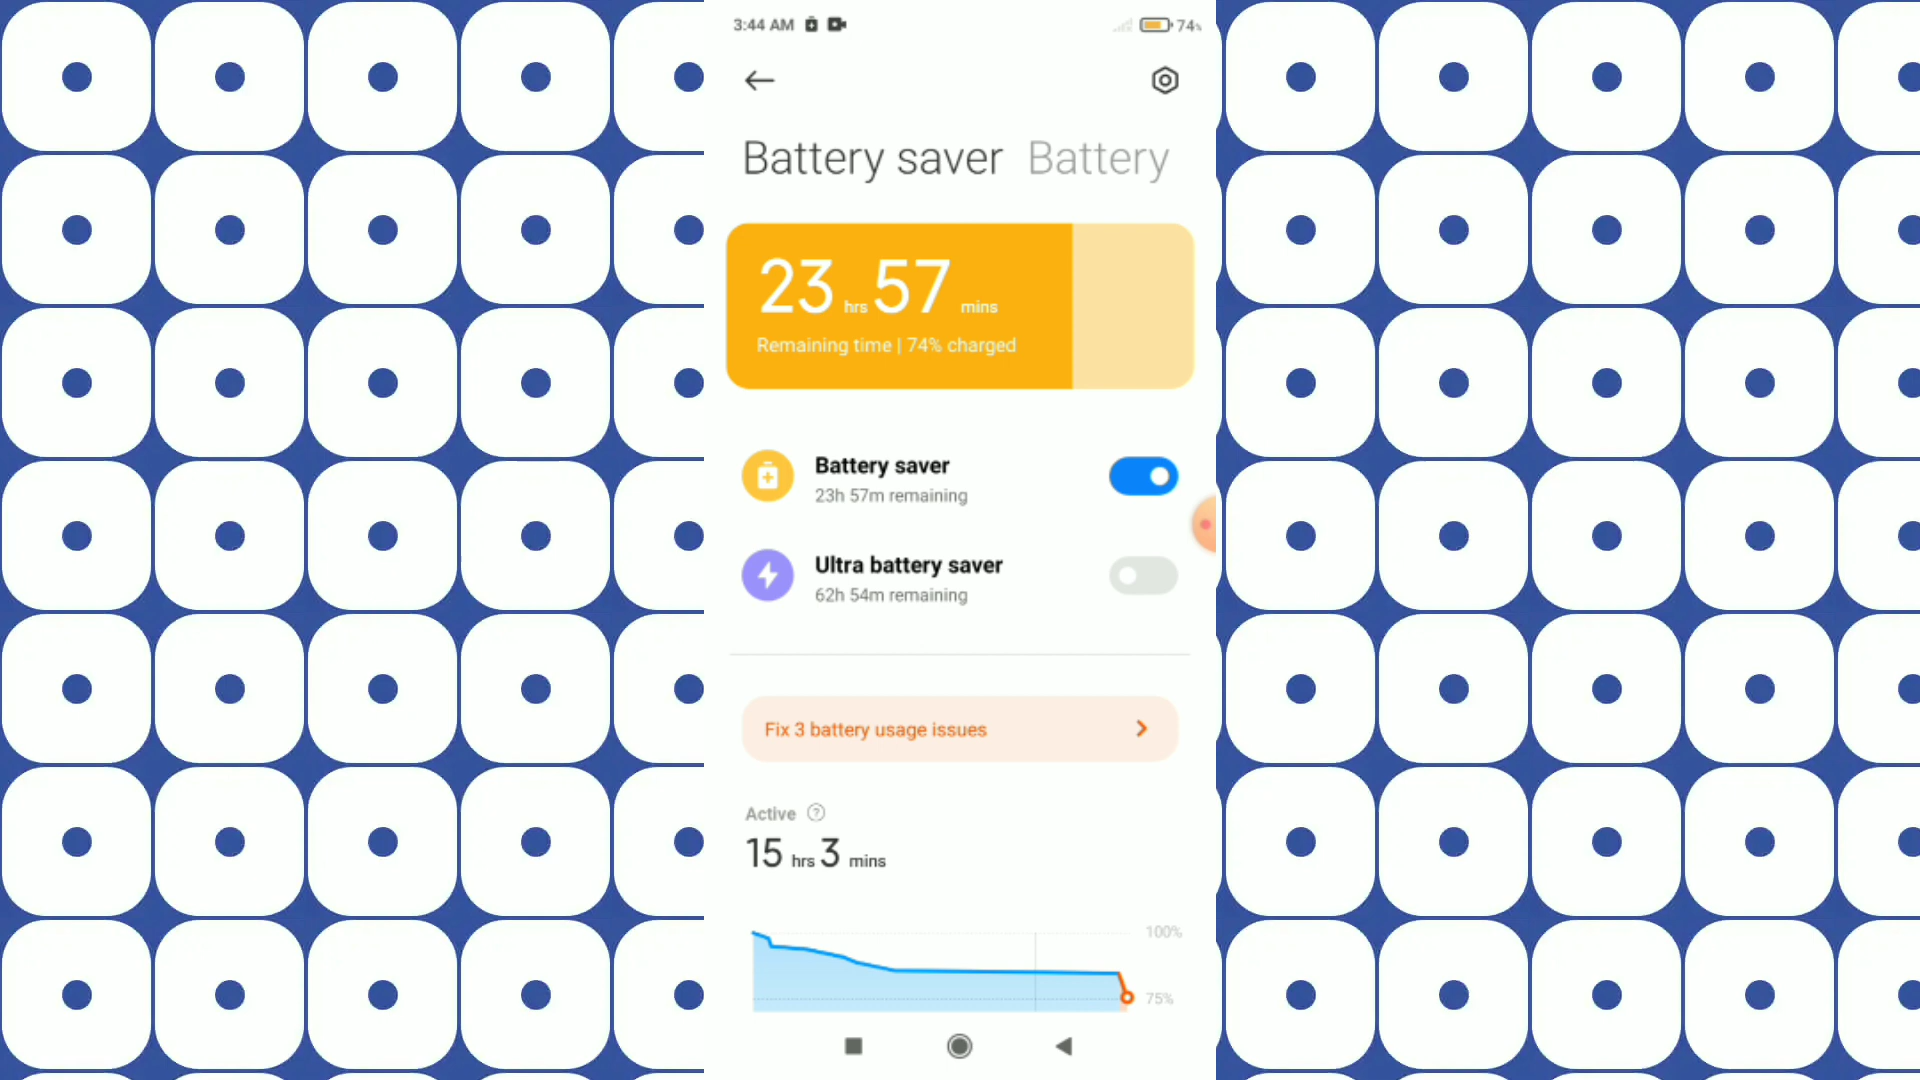 3:44 AM 74%
Battery saver Battery
23 hrs 57 mins
Remaining time | 74% charged
Battery saver
23h 57m remaining
Ultra battery saver
62h 54m remaining
Fix 3 battery usage issues
Active ?
15 hrs 3 mins
100%
75%